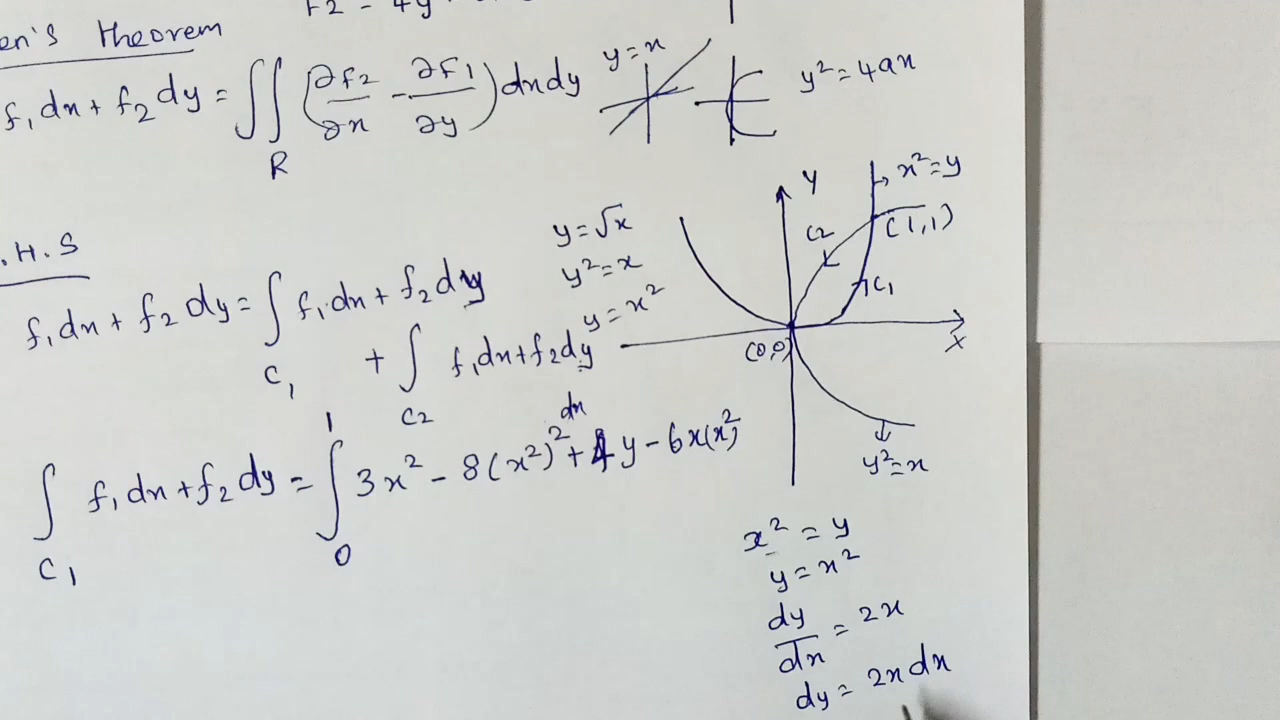 en's theorem
f₁dx + f₂dy = ∬ (∂f2/∂x - ∂f1/∂y) dxdy
R
y=x
y²=4ax
.H.S
f₁dx + f₂dy = ∫ f₁dx + f₂dy
C₁
+ ∫ f₁dx+f₂dy
C2
y=√x
y²=x
y=x²
Y
→ x²=y
(1,1)
C2
C₁
(0,0)
X
y²=x
dx
∫ f₁dx+f₂dy = ∫ 3x² - 8(x²)² + 4y - 6x(x²)
C₁
1
0
x² = y
y = x²
dy/dx = 2x
dy = 2xdx